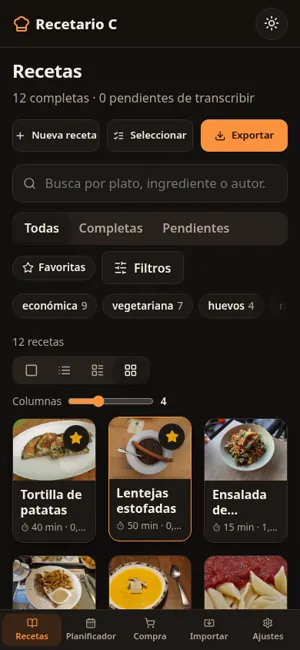 Recetario C
Recetas
12 completas · 0 pendientes de transcribir
Nueva receta
Seleccionar
Exportar
Busca por plato, ingrediente o autor.
Todas
Completas
Pendientes
Favoritas
Filtros
económica 9
vegetariana 7
huevos 4
12 recetas
Columnas
4
Tortilla de
patatas
40 min · 0,...
Lentejas
estofadas
50 min · 0,...
Ensalada
de...
15 min · 1,...
Recetas
Planificador
Compra
Importar
Ajustes